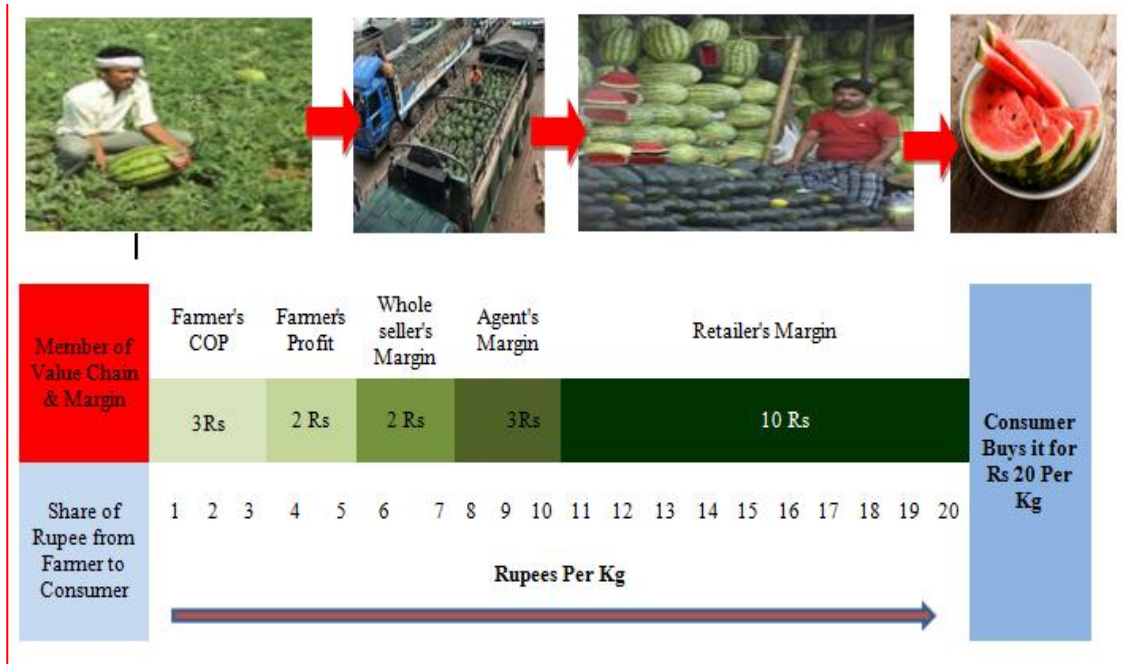 Member of
Value Chain
& Margin
Farmer's
COP
Farmer's
Profit
Whole
seller's
Margin
Agent's
Margin
Retailer's Margin
3Rs
2 Rs
2 Rs
3Rs
10 Rs
Consumer
Buys it for
Rs 20 Per
Kg
Share of
Rupee from
Farmer to
Consumer
1 2 3 4 5 6 7 8 9 10 11 12 13 14 15 16 17 18 19 20
Rupees Per Kg